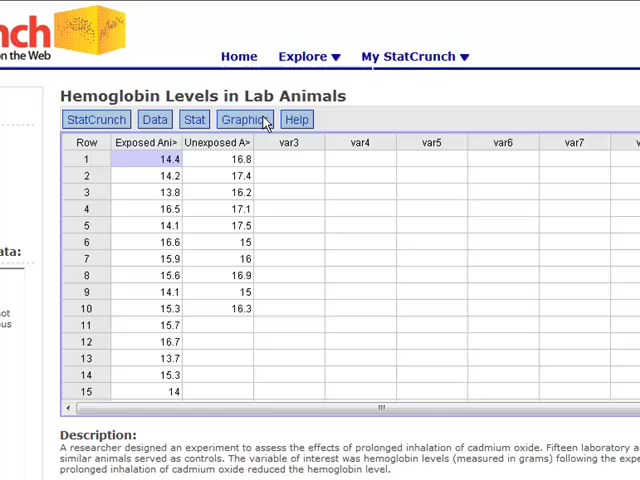 nch
on the Web
Home Explore ▼ My StatCrunch ▼
Hemoglobin Levels in Lab Animals
StatCrunch Data Stat Graphics Help
Row Exposed Ani> Unexposed A> var3 var4 var5 var6 var7 v
1 14.4 16.8
2 14.2 17.4
3 13.8 16.2
4 16.5 17.1
5 14.1 17.5
6 16.6 15
7 15.9 16
8 15.6 16.9
9 14.1 15
10 15.3 16.3
11 15.7
12 16.7
13 13.7
14 15.3
15 14
ata:
not
ous
Description:
A researcher designed an experiment to assess the effects of prolonged inhalation of cadmium oxide. Fifteen laboratory a
similar animals served as controls. The variable of interest was hemoglobin levels (measured in grams) following the expe
prolonged inhalation of cadmium oxide reduced the hemoglobin level.